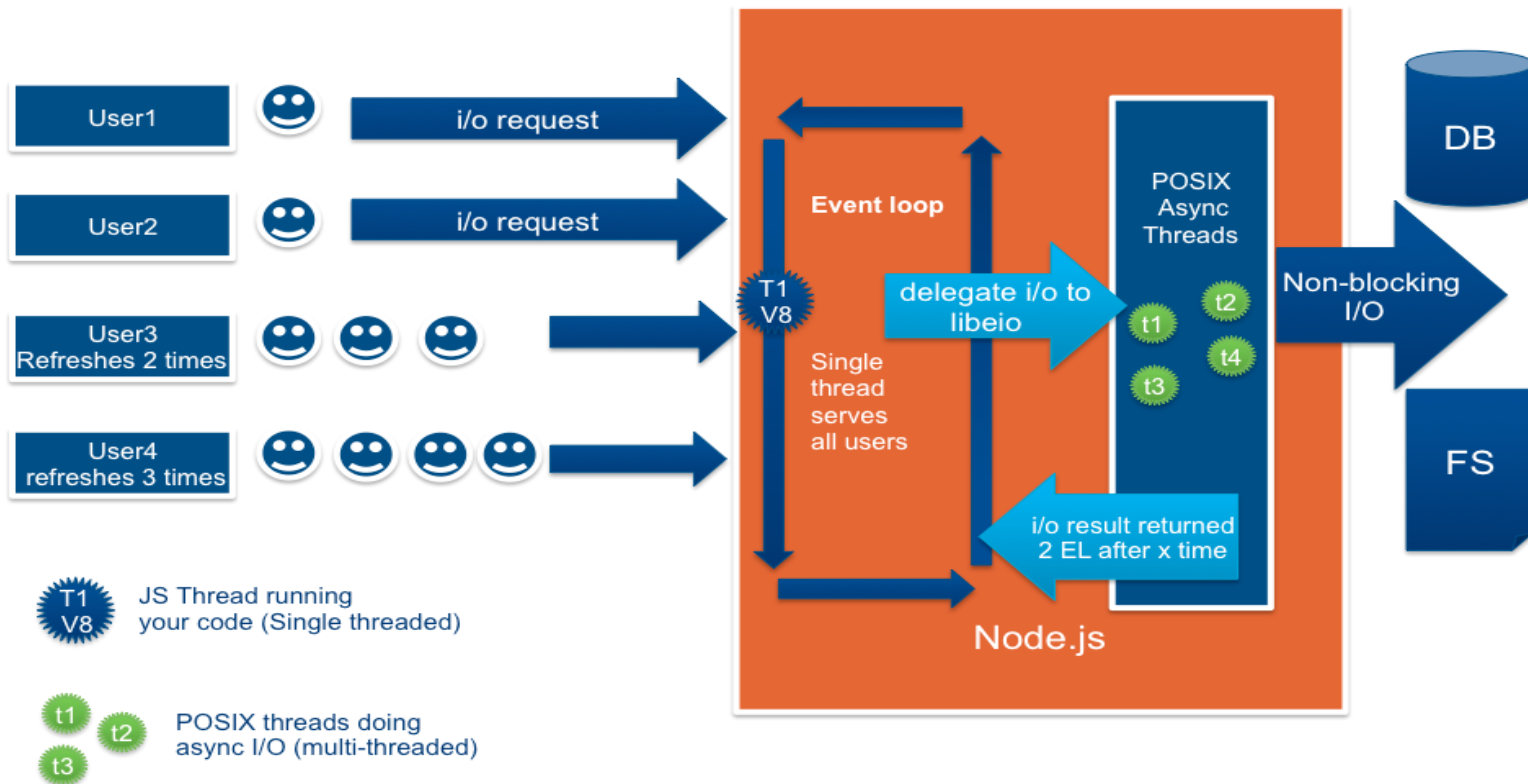 User1
i/o request
User2
i/o request
User3
Refreshes 2 times
User4
refreshes 3 times
T1
V8
JS Thread running
your code (Single threaded)
t1
t2
t3
POSIX threads doing
async I/O (multi-threaded)
Event loop
T1
V8
delegate i/o to
libeio
Single
thread
serves
all users
i/o result returned
2 EL after x time
Node.js
POSIX
Async
Threads
t1
t2
t3
t4
Non-blocking
I/O
DB
FS